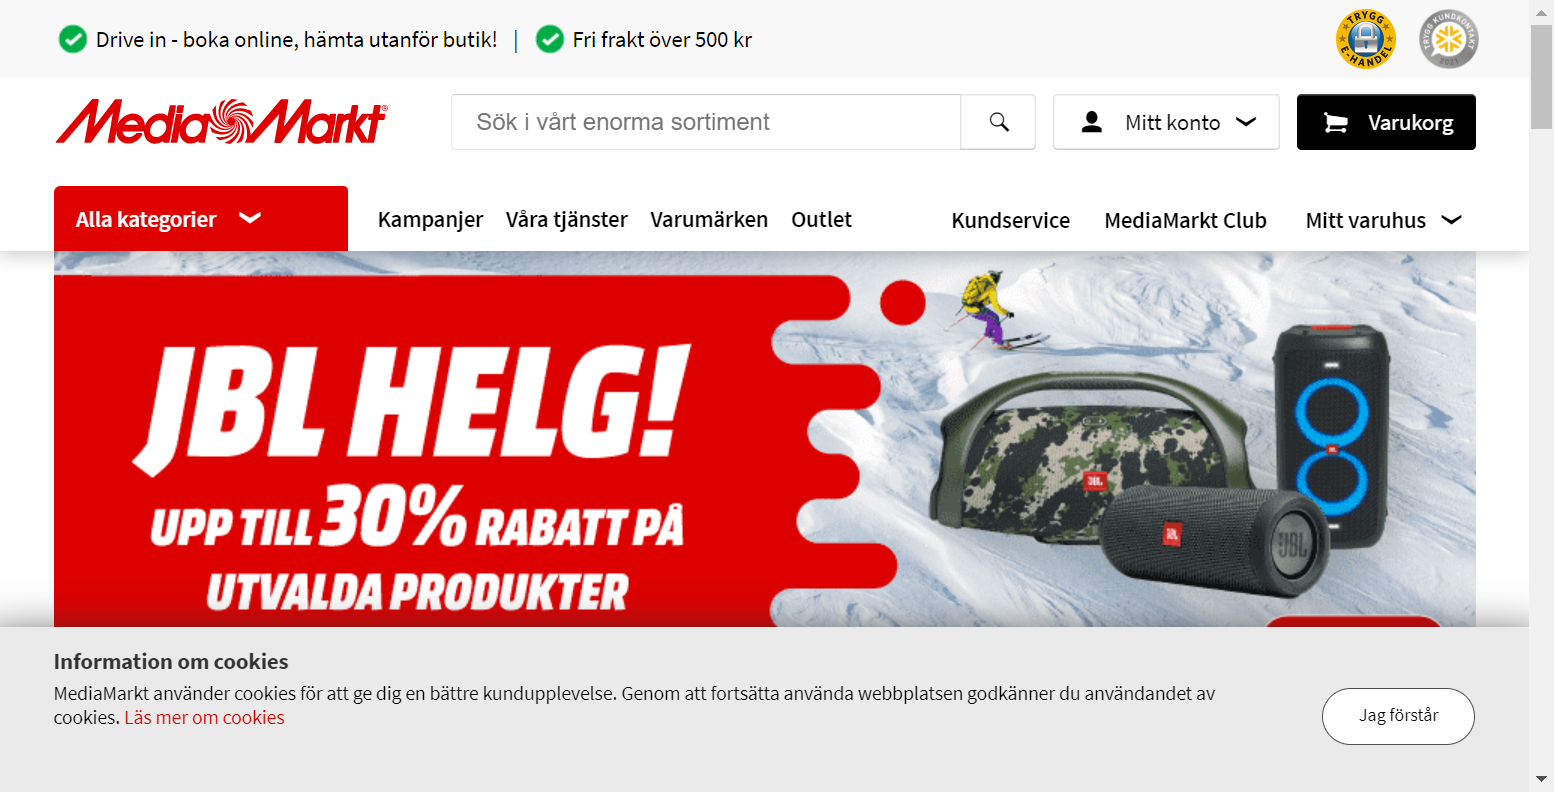 Drive in - boka online, hämta utanför butik! | Fri frakt över 500 kr
TRYGG E-HANDEL
TRYGG KUNDKONTAKT 2021
MediaMarkt®
Sök i vårt enorma sortiment
Mitt konto
Varukorg
Alla kategorier
Kampanjer Våra tjänster Varumärken Outlet Kundservice MediaMarkt Club Mitt varuhus
JBL HELG!
UPP TILL 30% RABATT PÅ
UTVALDA PRODUKTER
JBL
JBL
JBL
JBL
Information om cookies
MediaMarkt använder cookies för att ge dig en bättre kundupplevelse. Genom att fortsätta använda webbplatsen godkänner du användandet av
cookies. Läs mer om cookies
Jag förstår